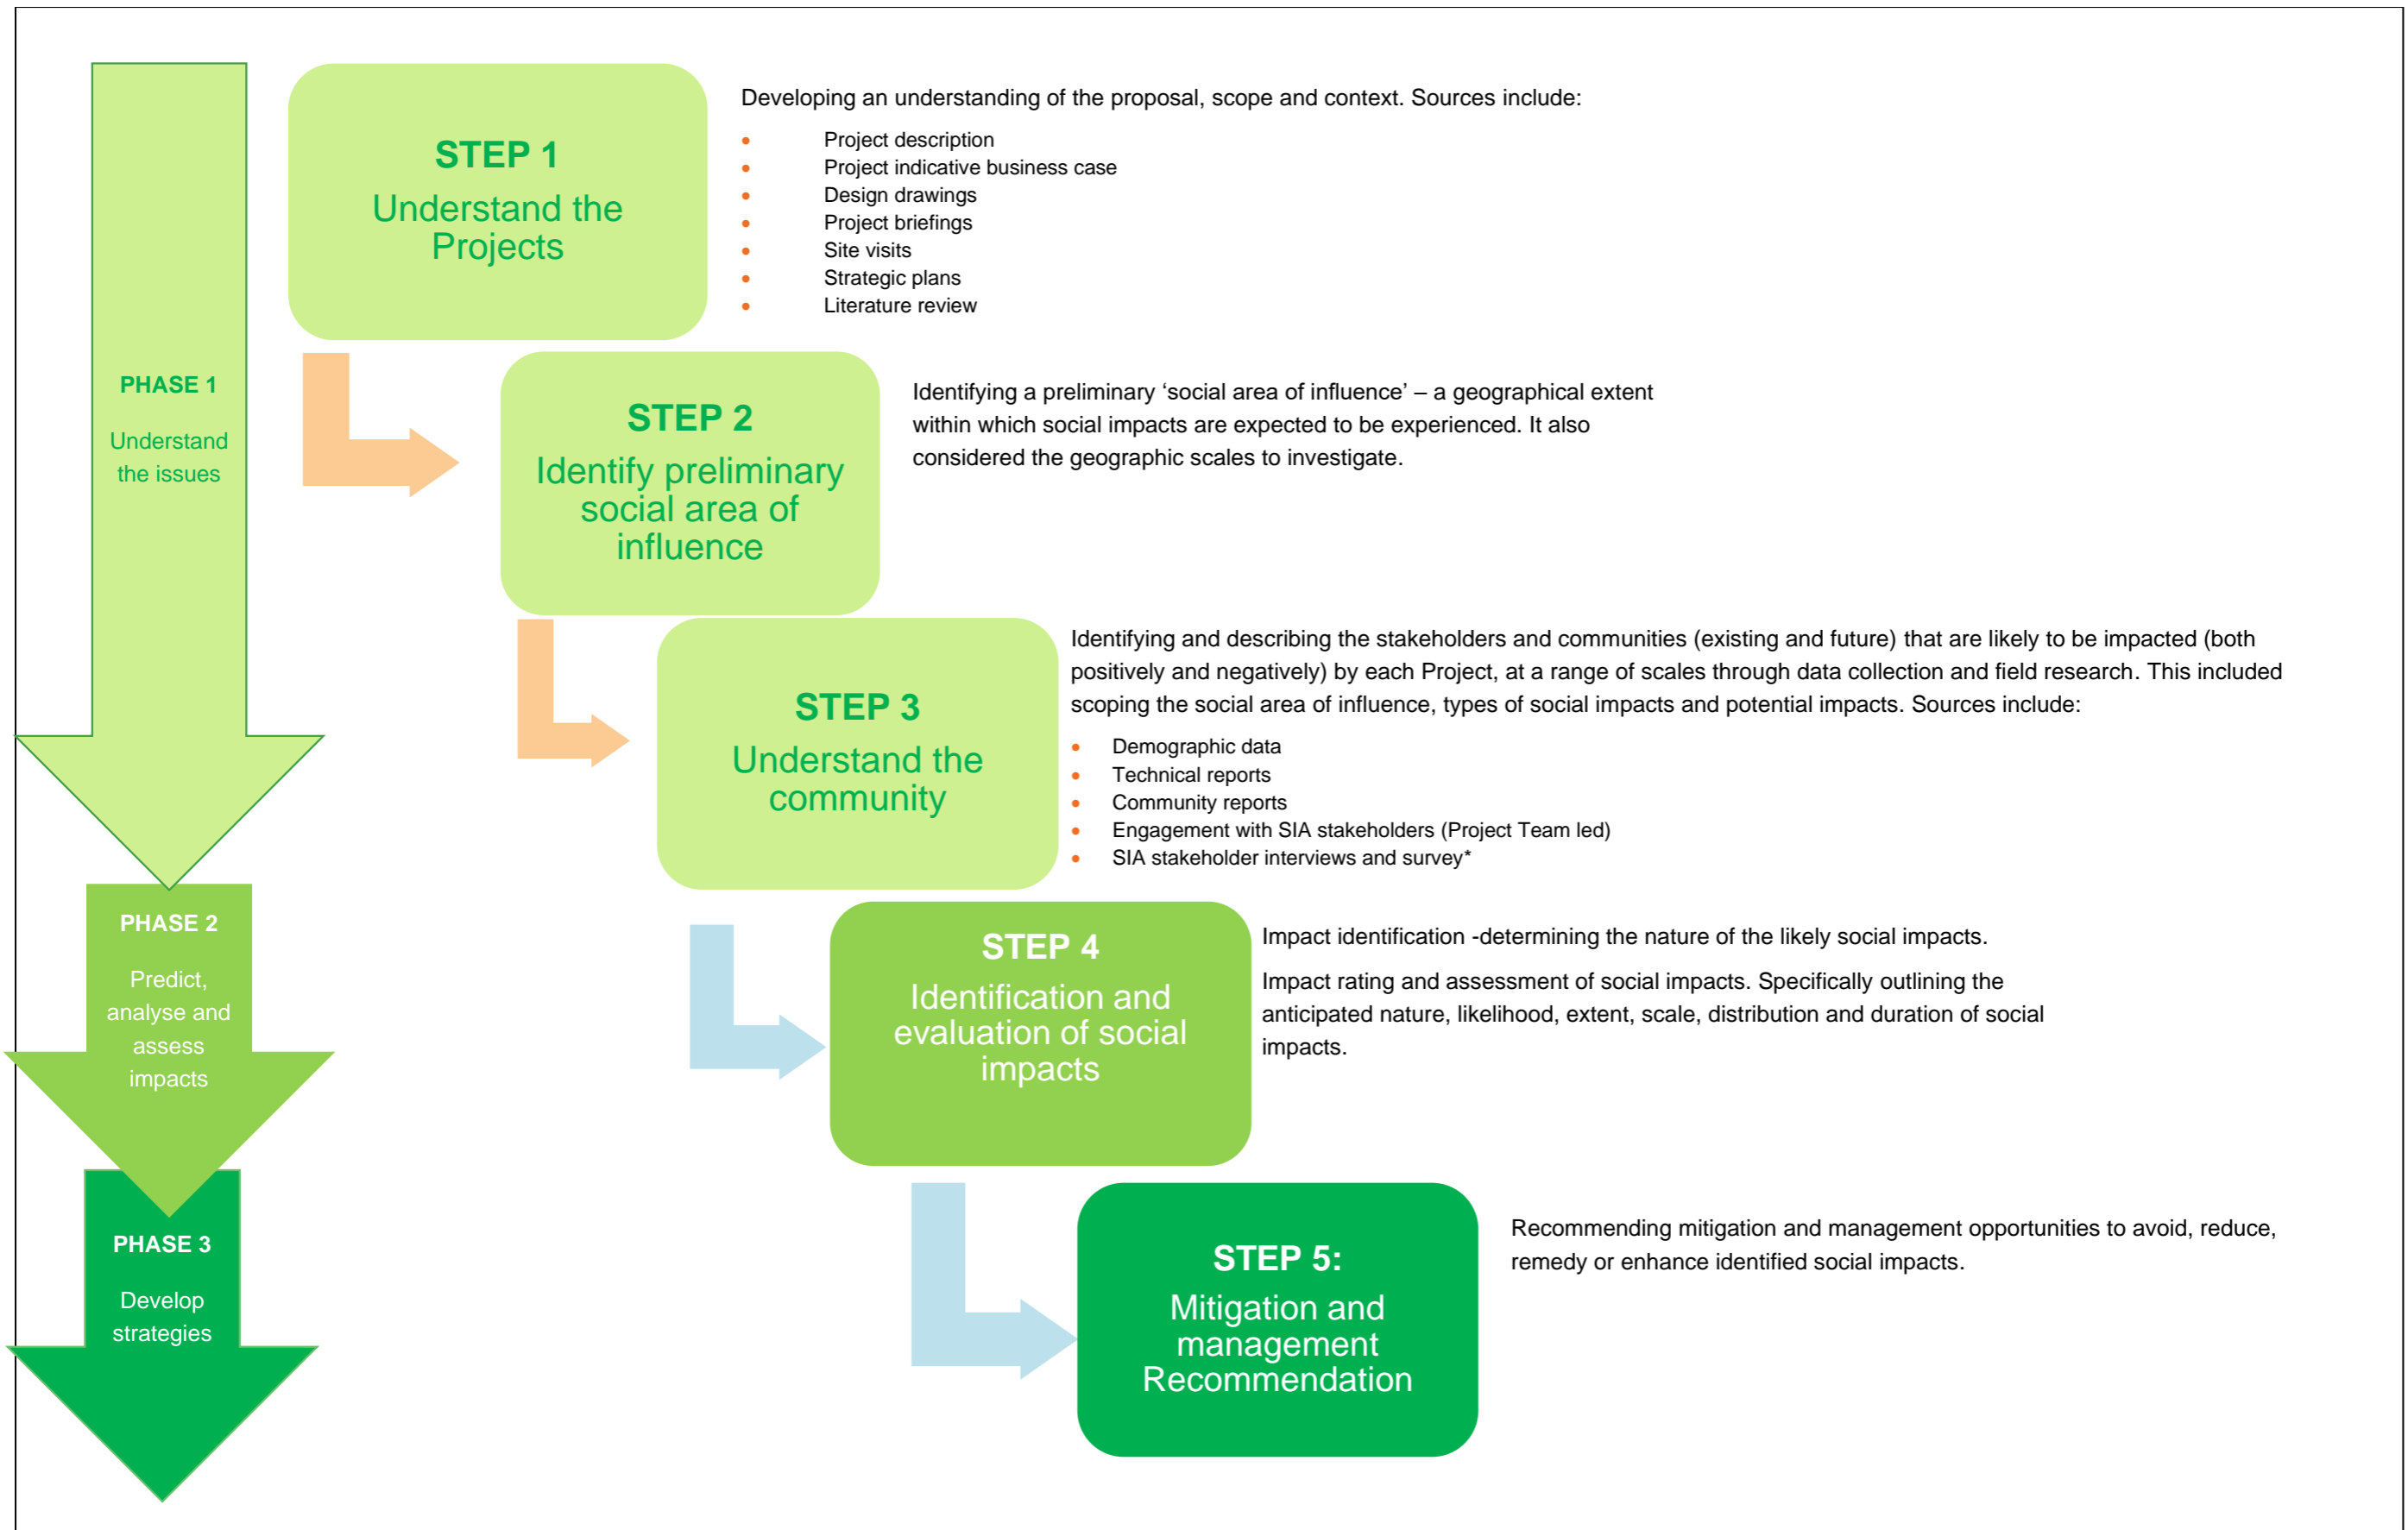 PHASE 1
Understand
the issues
STEP 1
Understand the
Projects
Developing an understanding of the proposal, scope and context. Sources include:
• Project description
• Project indicative business case
• Design drawings
• Project briefings
• Site visits
• Strategic plans
• Literature review
STEP 2
Identify preliminary
social area of
influence
Identifying a preliminary ‘social area of influence’ – a geographical extent
within which social impacts are expected to be experienced. It also
considered the geographic scales to investigate.
STEP 3
Understand the
community
Identifying and describing the stakeholders and communities (existing and future) that are likely to be impacted (both
positively and negatively) by each Project, at a range of scales through data collection and field research. This included
scoping the social area of influence, types of social impacts and potential impacts. Sources include:
• Demographic data
• Technical reports
• Community reports
• Engagement with SIA stakeholders (Project Team led)
• SIA stakeholder interviews and survey*
PHASE 2
Predict,
analyse and
assess
impacts
STEP 4
Identification and
evaluation of social
impacts
Impact identification -determining the nature of the likely social impacts.
Impact rating and assessment of social impacts. Specifically outlining the
anticipated nature, likelihood, extent, scale, distribution and duration of social
impacts.
PHASE 3
Develop
strategies
STEP 5:
Mitigation and
management
Recommendation
Recommending mitigation and management opportunities to avoid, reduce,
remedy or enhance identified social impacts.